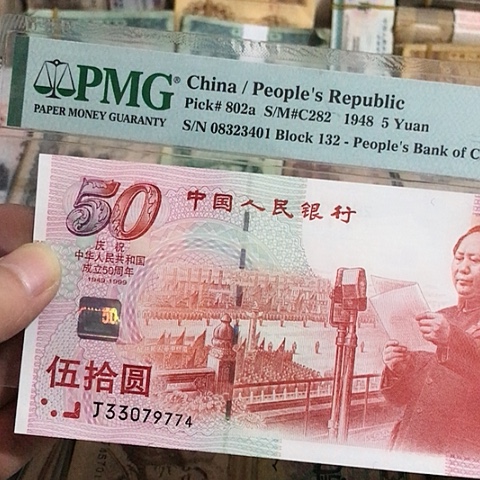 PMG® China / People's Republic
PAPER MONEY GUARANTY Pick# 802a S/M#C282 1948 5 Yuan
S/N 08323401 Block 132 - People's Bank of C
50 中国人民银行
庆祝
中华人民共和国
成立50周年
1949-1999
50
伍拾圆
J33079774